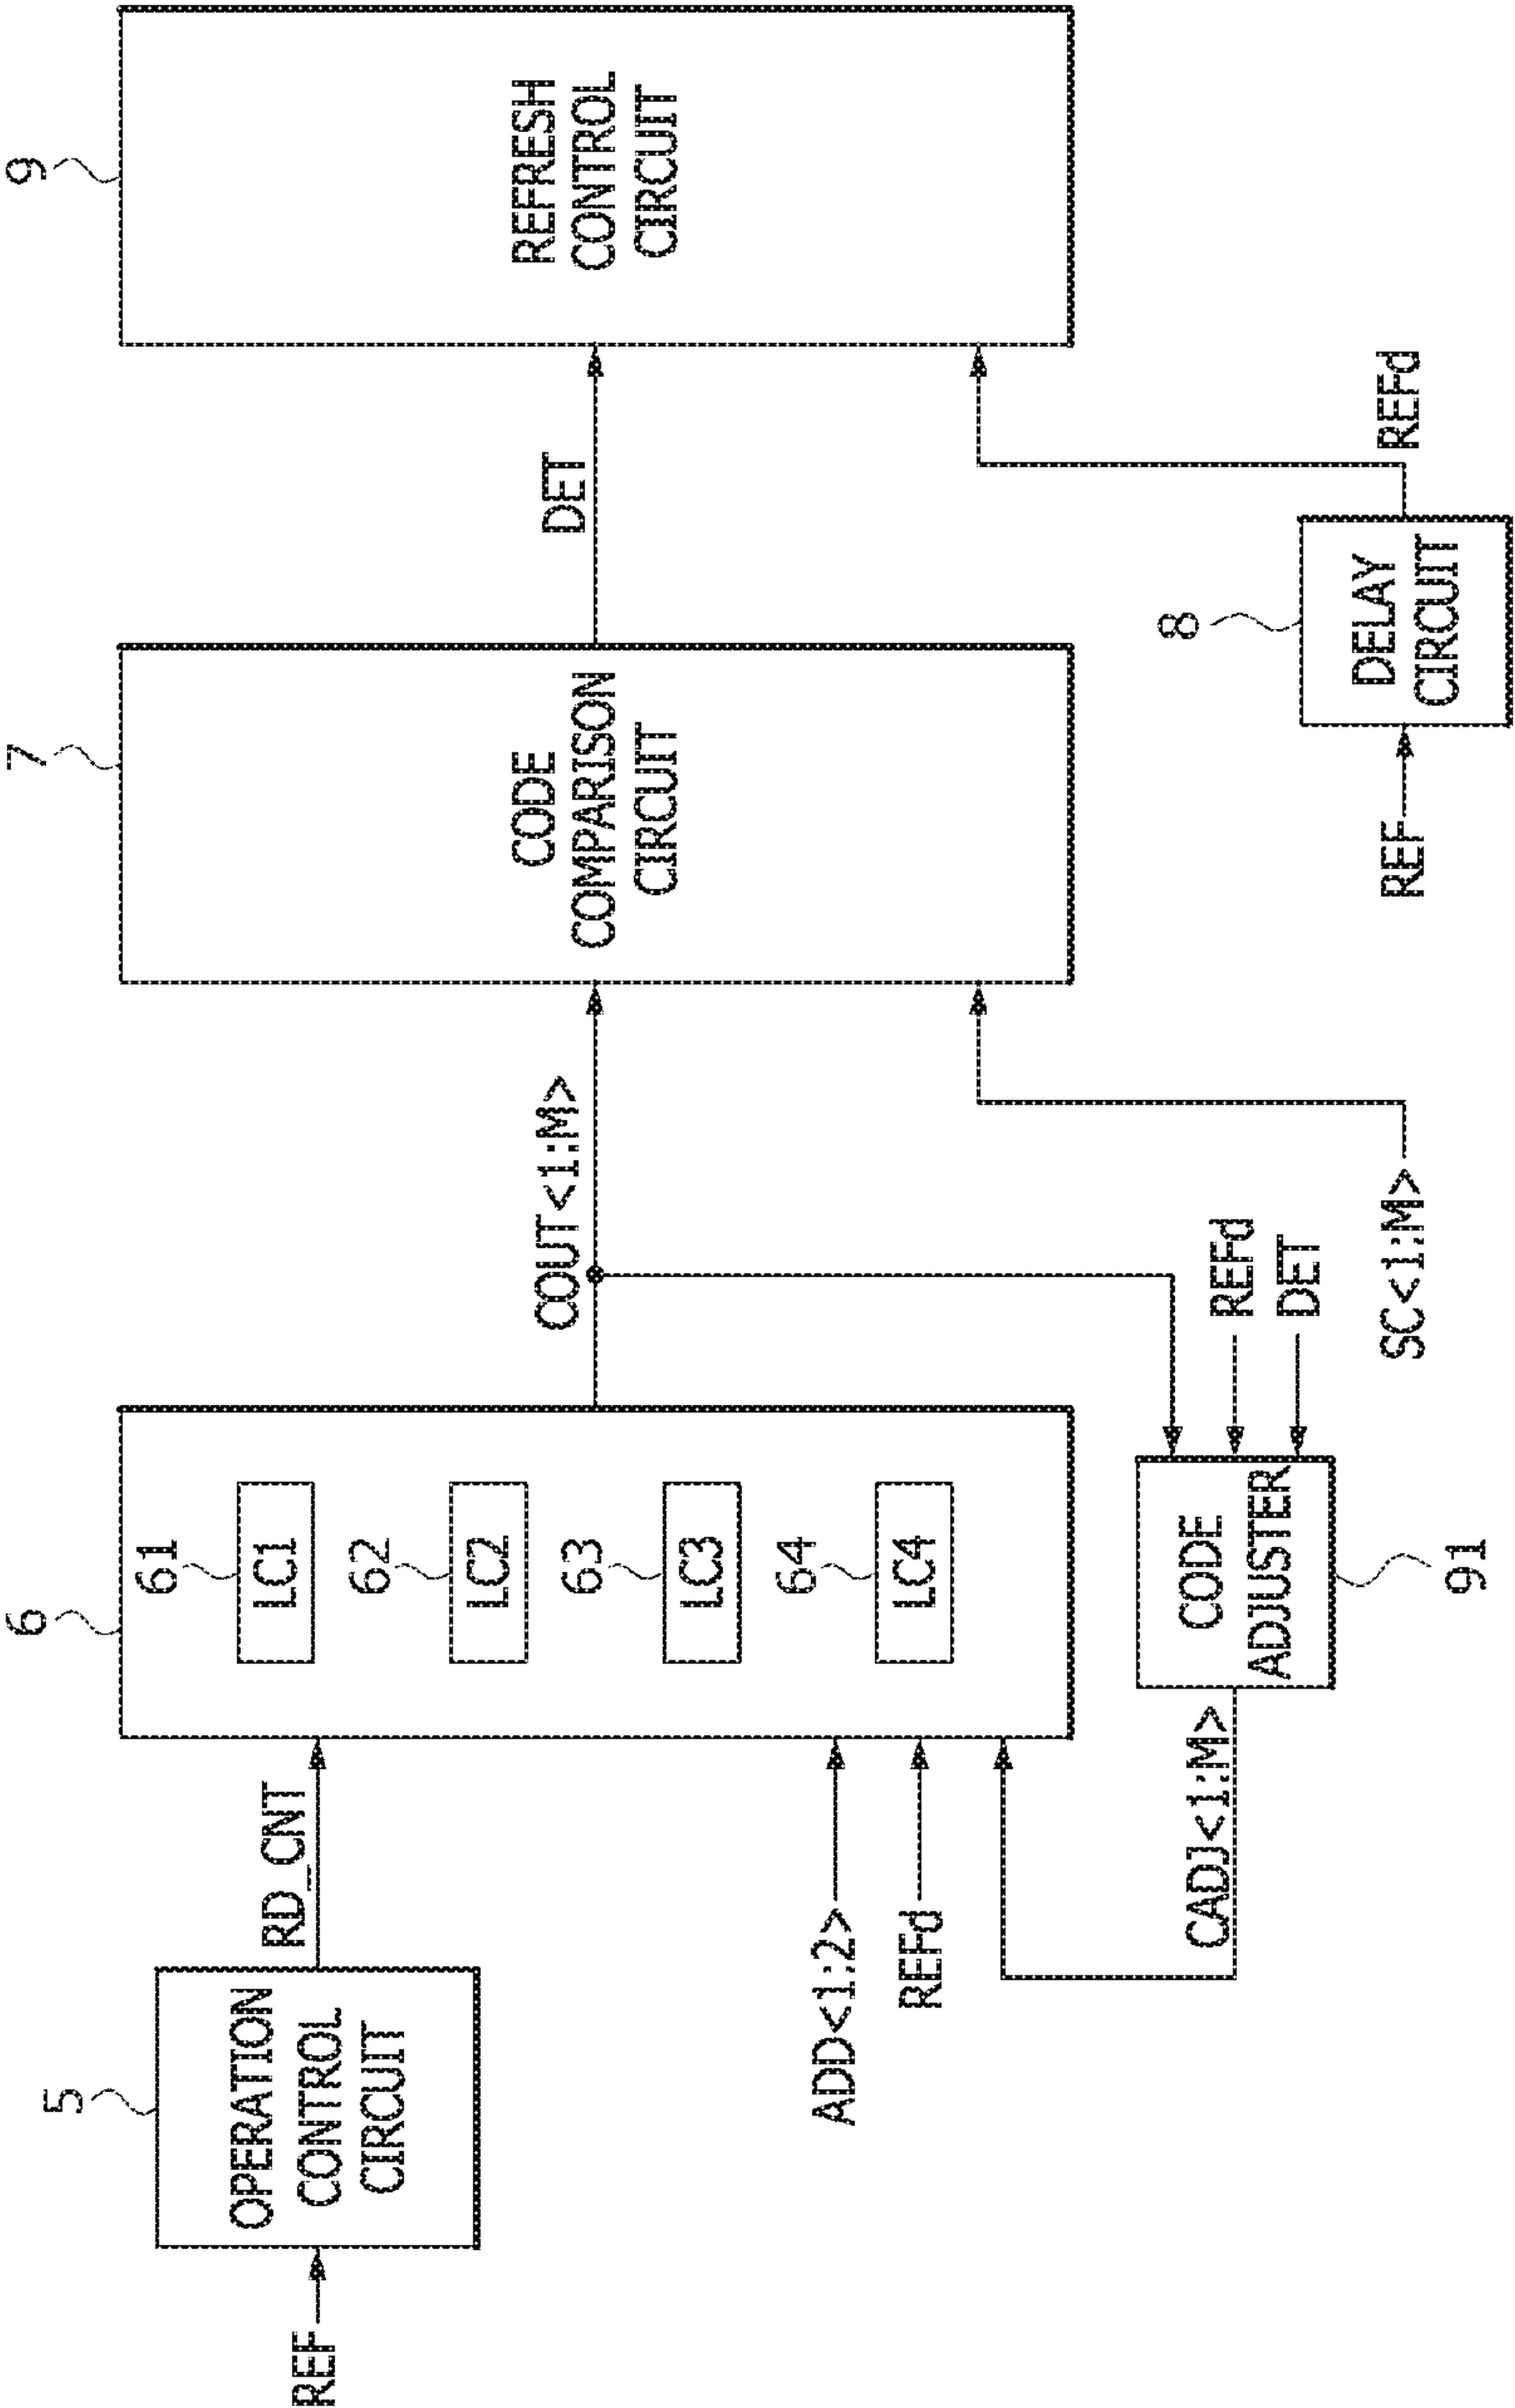 REF
5
OPERATION
CONTROL
CIRCUIT
RD_CNT
6
61
LC1
62
LC2
63
LC3
64
LC4
ADD<1:2>
REFd
CADJ<1:M>
CODE
ADJUSTER
91
REFd
DET
COUT<1:M>
SC<1:M>
7
CODE
COMPARISON
CIRCUIT
DET
REF
8
DELAY
CIRCUIT
REFd
9
REFRESH
CONTROL
CIRCUIT